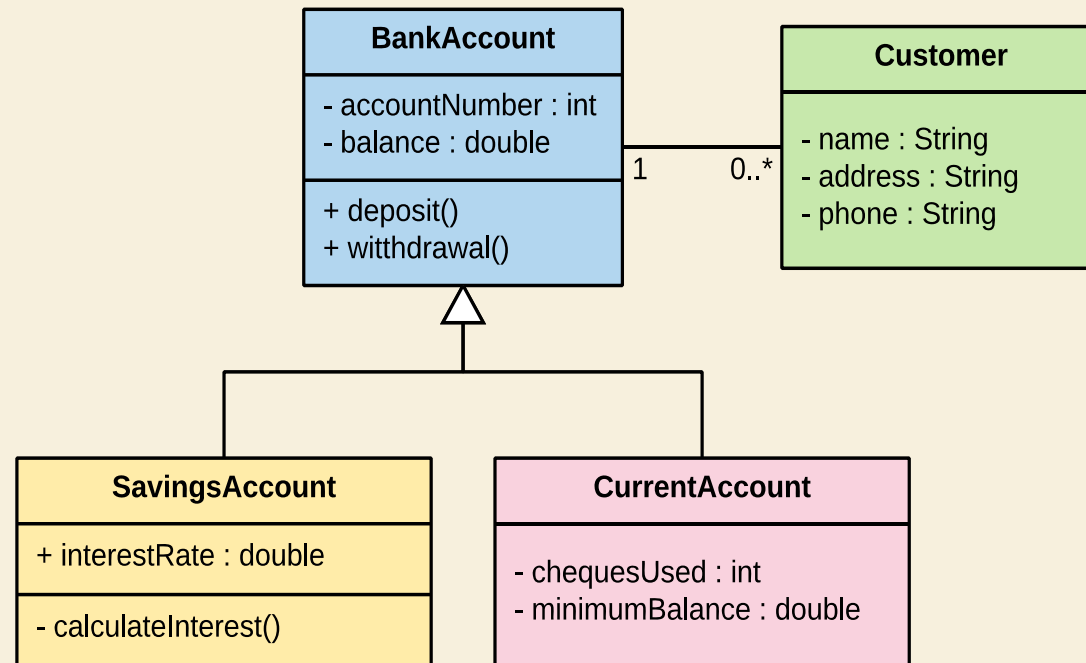 BankAccount
- accountNumber : int
- balance : double
+ deposit()
+ witthdrawal()
1
0..*
Customer
- name : String
- address : String
- phone : String
SavingsAccount
+ interestRate : double
- calculateInterest()
CurrentAccount
- chequesUsed : int
- minimumBalance : double